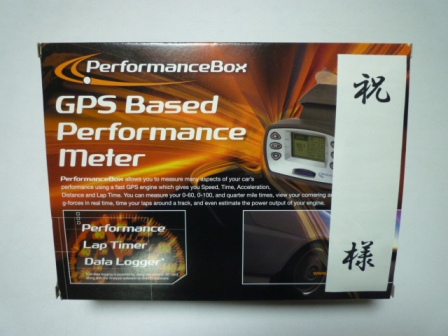 PerformanceBox
GPS Based
Performance
Meter
PerformanceBox allows you to measure many aspects of your car's
performance using a fast GPS engine which gives you Speed, Time, Acceleration,
Distance and Lap Time. You can measure your 0-60, 0-100, and quarter mile times, view your cornering
g-forces in real time, time your laps around a track, and even estimate the power output of your engine.
Performance
Lap Timer
Data Logger*
www.
祝
様